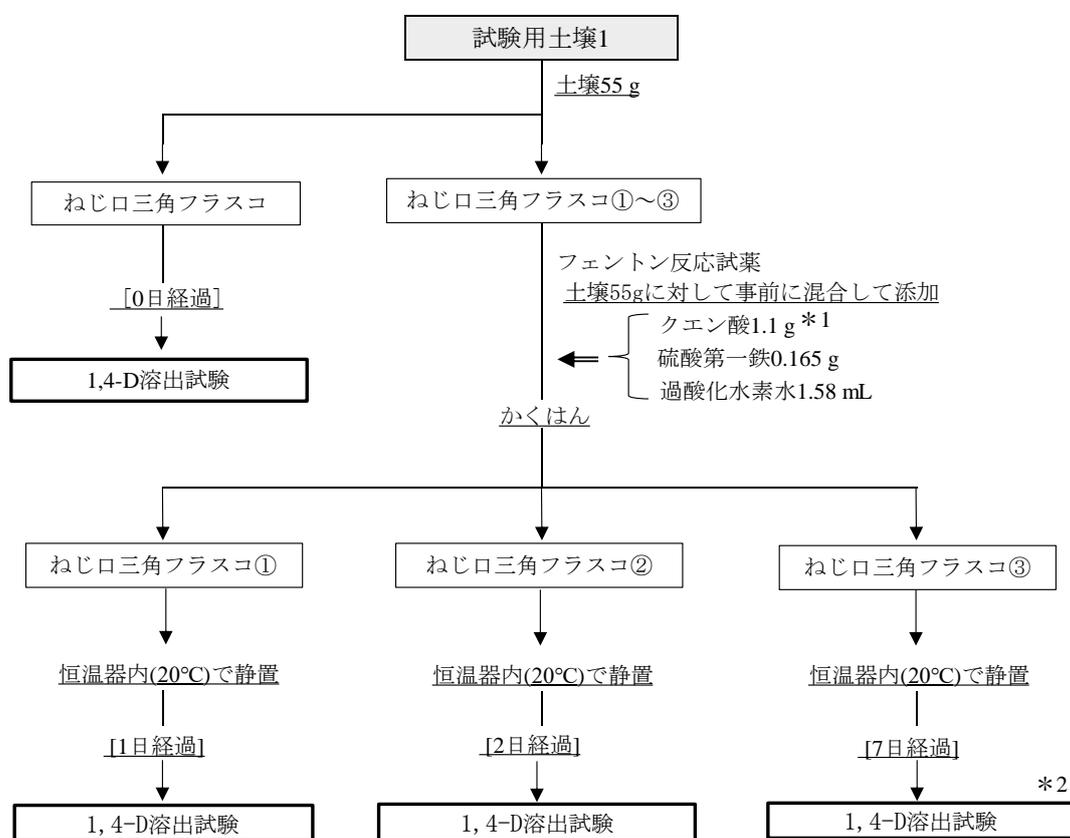 試験用土壌1
土壌55 g
ねじ口三角フラスコ
ねじ口三角フラスコ①～③
フェントン反応試薬
土壌55gに対して事前に混合して添加
クエン酸1.1 g＊1
硫酸第一鉄0.165 g
過酸化水素水1.58 mL
[0日経過]
1,4-D溶出試験
かくはん
ねじ口三角フラスコ①
ねじ口三角フラスコ②
ねじ口三角フラスコ③
恒温器内(20℃)で静置
恒温器内(20℃)で静置
恒温器内(20℃)で静置
[1日経過]
[2日経過]
[7日経過]
＊2
1,4-D溶出試験
1,4-D溶出試験
1,4-D溶出試験